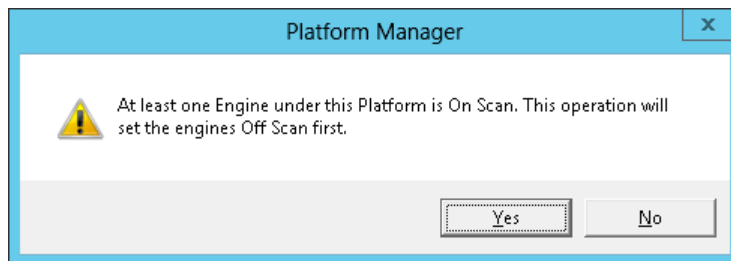 Platform Manager
x
At least one Engine under this Platform is On Scan. This operation will
set the engines Off Scan first.
Yes
No